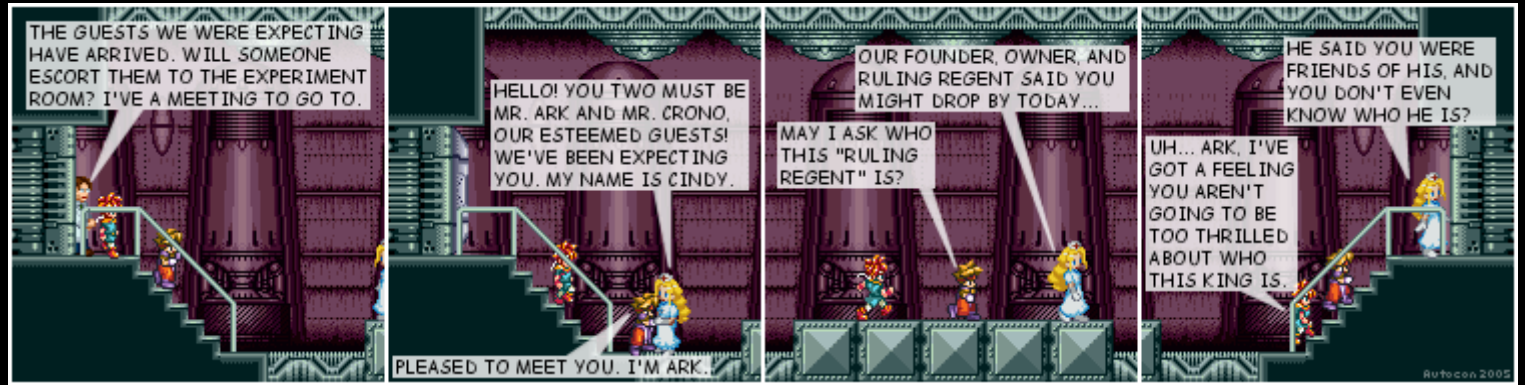 THE GUESTS WE WERE EXPECTING
HAVE ARRIVED. WILL SOMEONE
ESCORT THEM TO THE EXPERIMENT
ROOM? I'VE A MEETING TO GO TO.
HELLO! YOU TWO MUST BE
MR. ARK AND MR. CRONO,
OUR ESTEEMED GUESTS!
WE'VE BEEN EXPECTING
YOU. MY NAME IS CINDY.
PLEASED TO MEET YOU. I'M ARK.
OUR FOUNDER, OWNER, AND
RULING REGENT SAID YOU
MIGHT DROP BY TODAY...
MAY I ASK WHO
THIS "RULING
REGENT" IS?
HE SAID YOU WERE
FRIENDS OF HIS, AND
YOU DON'T EVEN
KNOW WHO HE IS?
UH... ARK, I'VE
GOT A FEELING
YOU AREN'T
GOING TO BE
TOO THRILLED
ABOUT WHO
THIS KING IS.
Autocon 2005